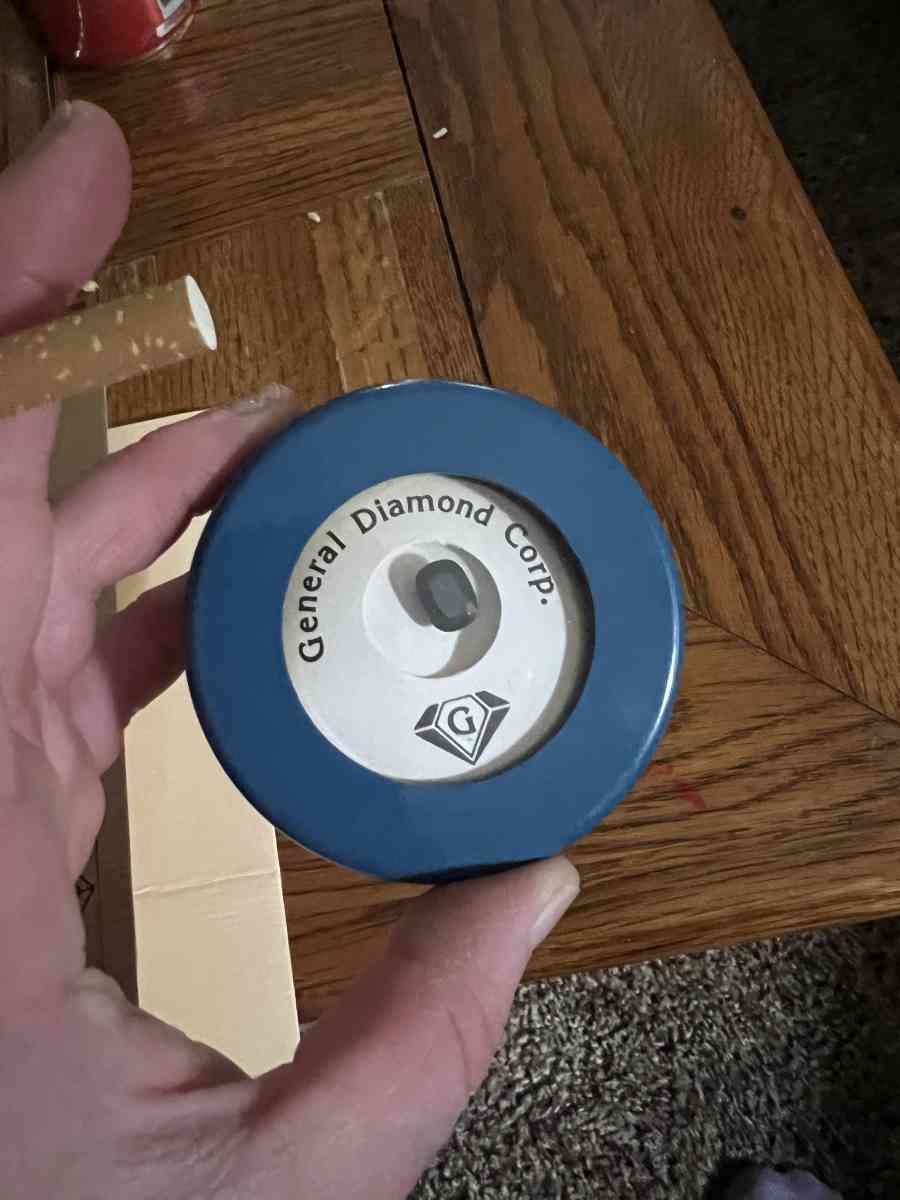 General Diamond Corp.
G